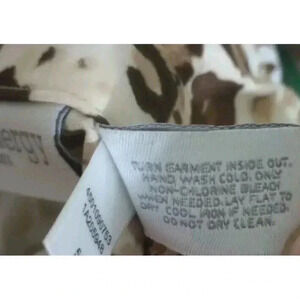 ergy
TURN GARMENT INSIDE OUT.
HAND WASH COLD. ONLY
NON-CHLORINE BLEACH
WHEN NEEDED. LAY FLAT TO
DRY. COOL IRON IF NEEDED.
DO NOT DRY CLEAN.